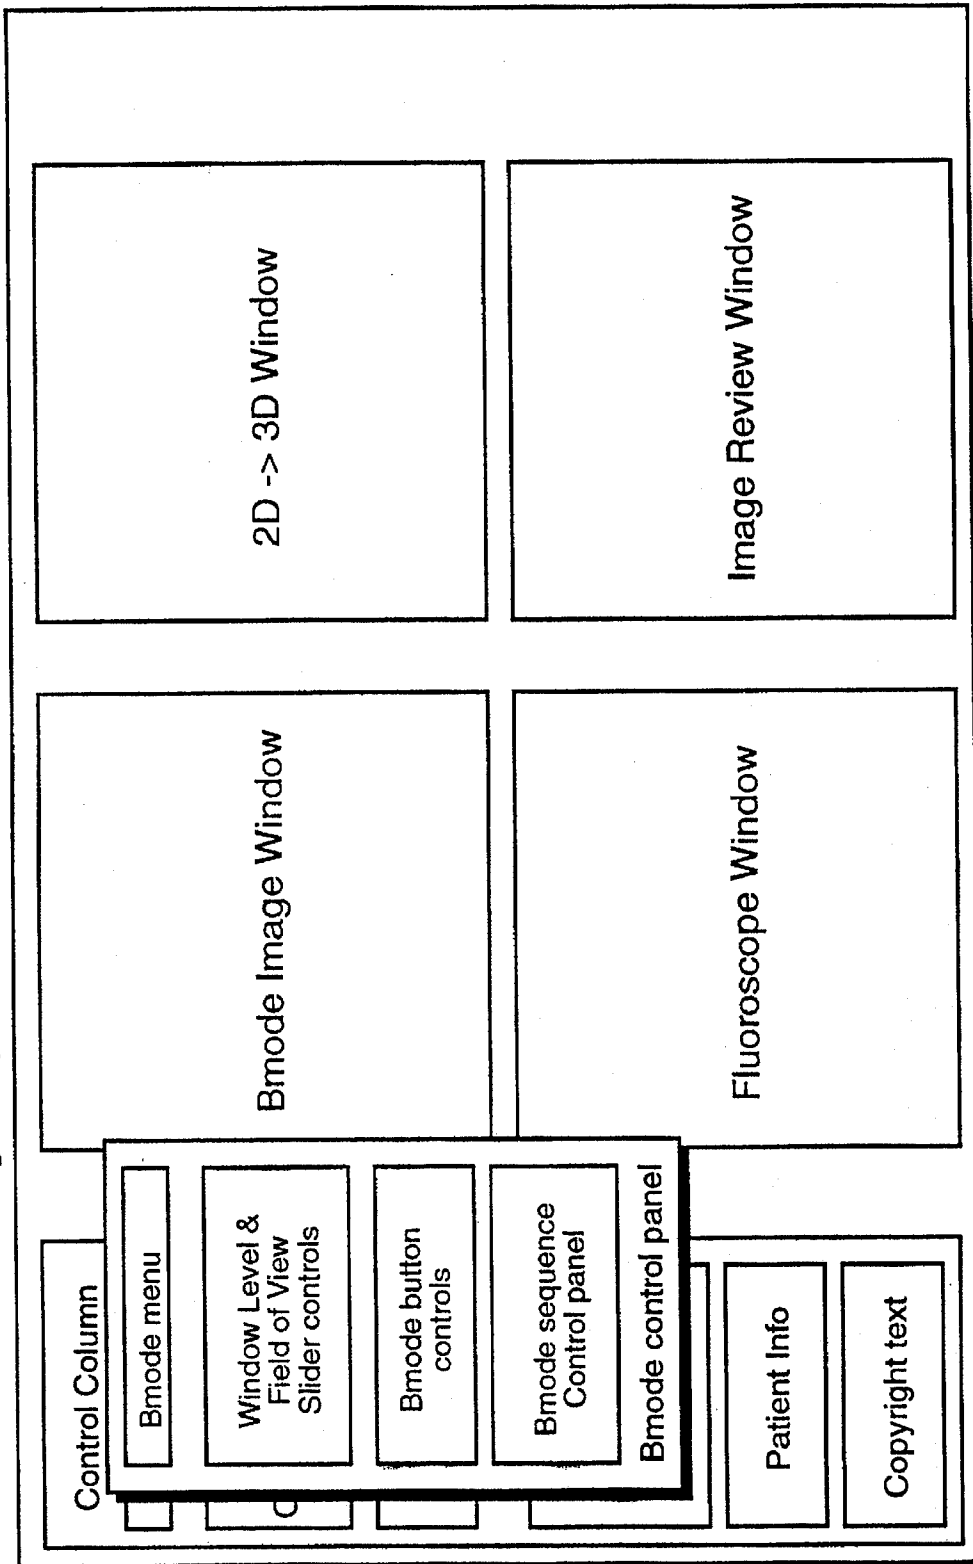 Control Column
Bmode menu
Window Level &
Field of View
Slider controls
Bmode button
controls
Bmode sequence
Control panel
Bmode control panel
Patient Info
Copyright text
Bmode Image Window
2D -> 3D Window
Fluoroscope Window
Image Review Window